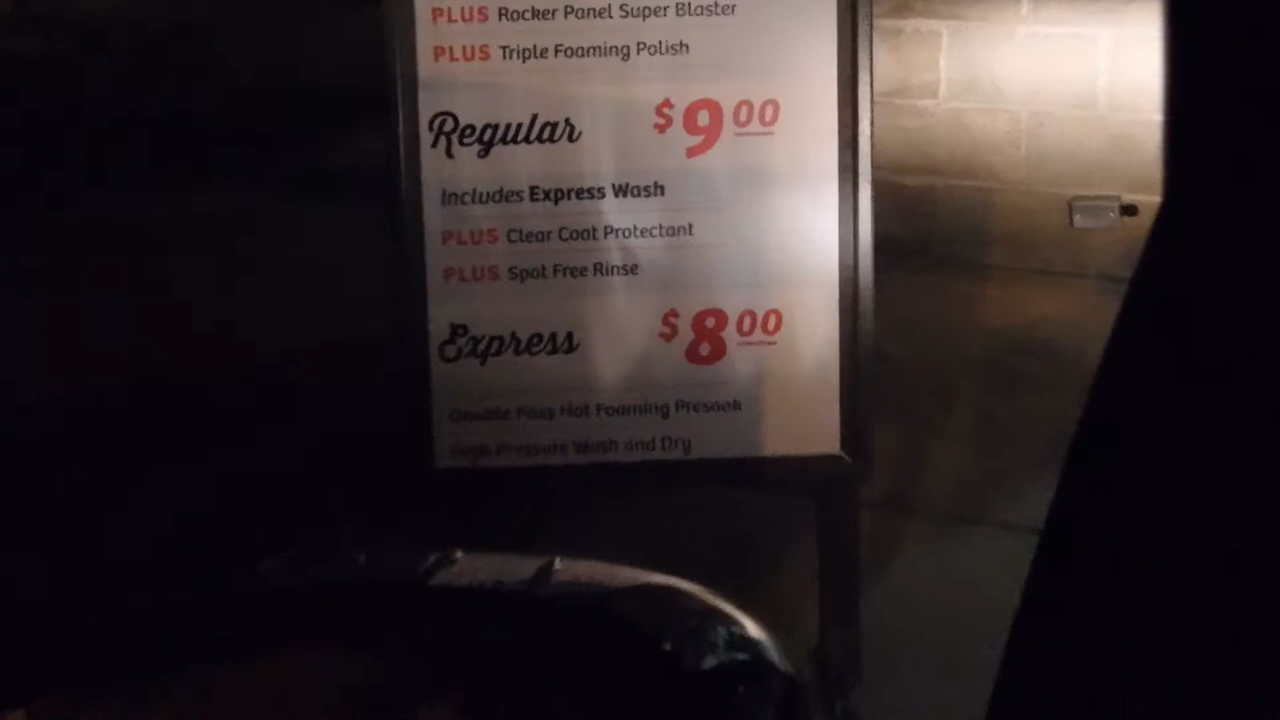 PLUS Rocker Panel Super Blaster
PLUS Triple Foaming Polish
Regular $9 00
Includes Express Wash
PLUS Clear Coat Protectant
PLUS Spot Free Rinse
Express $8 00
Double Pass Hot Foaming Presoak
High Pressure Wash and Dry